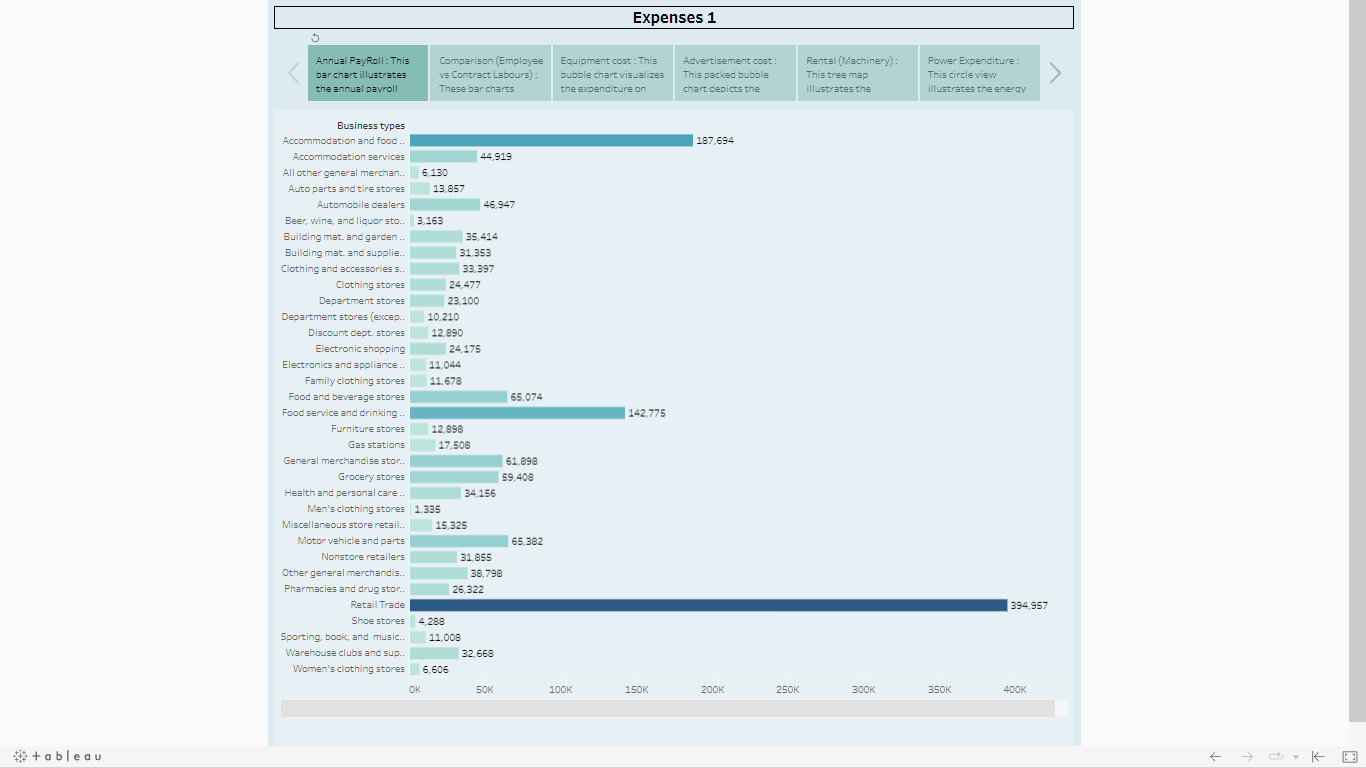 Expenses 1
Annual PayRoll : This
bar chart illustrates
the annual payroll
Comparison (Employee
vs Contract Labours) :
These bar charts
Equipment cost : This
bubble chart visualizes
the expenditure on
Advertisement cost :
This packed bubble
chart depicts the
Rental (Machinery) :
This tree map
illustrates the
Power Expenditure :
This circle view
illustrates the energy
Business types
Accommodation and food .. 187,694
Accommodation services 44,919
All other general merchan.. 6,130
Auto parts and tire stores 13,857
Automobile dealers 46,947
Beer, wine, and liquor sto.. 3,163
Building mat. and garden .. 35,414
Building mat. and supplie.. 31,353
Clothing and accessories s.. 33,397
Clothing stores 24,477
Department stores 23,100
Department stores (excep.. 10,210
Discount dept. stores 12,890
Electronic shopping 24,175
Electronics and appliance .. 11,044
Family clothing stores 11,678
Food and beverage stores 65,074
Food service and drinking .. 142,775
Furniture stores 12,898
Gas stations 17,508
General merchandise stor.. 61,898
Grocery stores 59,408
Health and personal care .. 34,156
Men's clothing stores 1,335
Miscellaneous store retail.. 15,325
Motor vehicle and parts 65,382
Nonstore retailers 31,855
Other general merchandis.. 38,798
Pharmacies and drug stor.. 26,322
Retail Trade 394,957
Shoe stores 4,288
Sporting, book, and music.. 11,008
Warehouse clubs and sup.. 32,668
Women's clothing stores 6,606
0K 50K 100K 150K 200K 250K 300K 350K 400K
+ableau